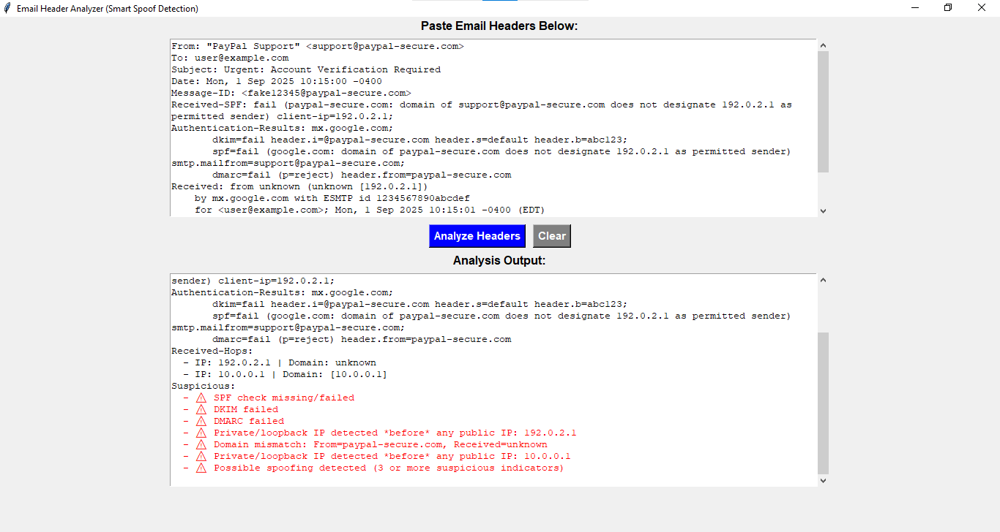 Email Header Analyzer (Smart Spoof Detection)
Paste Email Headers Below:
From: "PayPal Support" <support@paypal-secure.com>
To: user@example.com
Subject: Urgent: Account Verification Required
Date: Mon, 1 Sep 2025 10:15:00 -0400
Message-ID: <fake12345@paypal-secure.com>
Received-SPF: fail (paypal-secure.com: domain of support@paypal-secure.com does not designate 192.0.2.1 as
permitted sender) client-ip=192.0.2.1;
Authentication-Results: mx.google.com;
       dkim=fail header.i=@paypal-secure.com header.s=default header.b=abc123;
       spf=fail (google.com: domain of paypal-secure.com does not designate 192.0.2.1 as permitted sender)
smtp.mailfrom=support@paypal-secure.com;
       dmarc=fail (p=reject) header.from=paypal-secure.com
Received: from unknown (unknown [192.0.2.1])
    by mx.google.com with ESMTP id 1234567890abcdef
    for <user@example.com>; Mon, 1 Sep 2025 10:15:01 -0400 (EDT)
Analyze Headers Clear
Analysis Output:
sender) client-ip=192.0.2.1;
Authentication-Results: mx.google.com;
       dkim=fail header.i=@paypal-secure.com header.s=default header.b=abc123;
       spf=fail (google.com: domain of paypal-secure.com does not designate 192.0.2.1 as permitted sender)
smtp.mailfrom=support@paypal-secure.com;
       dmarc=fail (p=reject) header.from=paypal-secure.com
Received-Hops:
  - IP: 192.0.2.1 | Domain: unknown
  - IP: 10.0.0.1 | Domain: [10.0.0.1]
Suspicious:
  - ⚠ SPF check missing/failed
  - ⚠ DKIM failed
  - ⚠ DMARC failed
  - ⚠ Private/loopback IP detected *before* any public IP: 192.0.2.1
  - ⚠ Domain mismatch: From=paypal-secure.com, Received=unknown
  - ⚠ Private/loopback IP detected *before* any public IP: 10.0.0.1
  - ⚠ Possible spoofing detected (3 or more suspicious indicators)